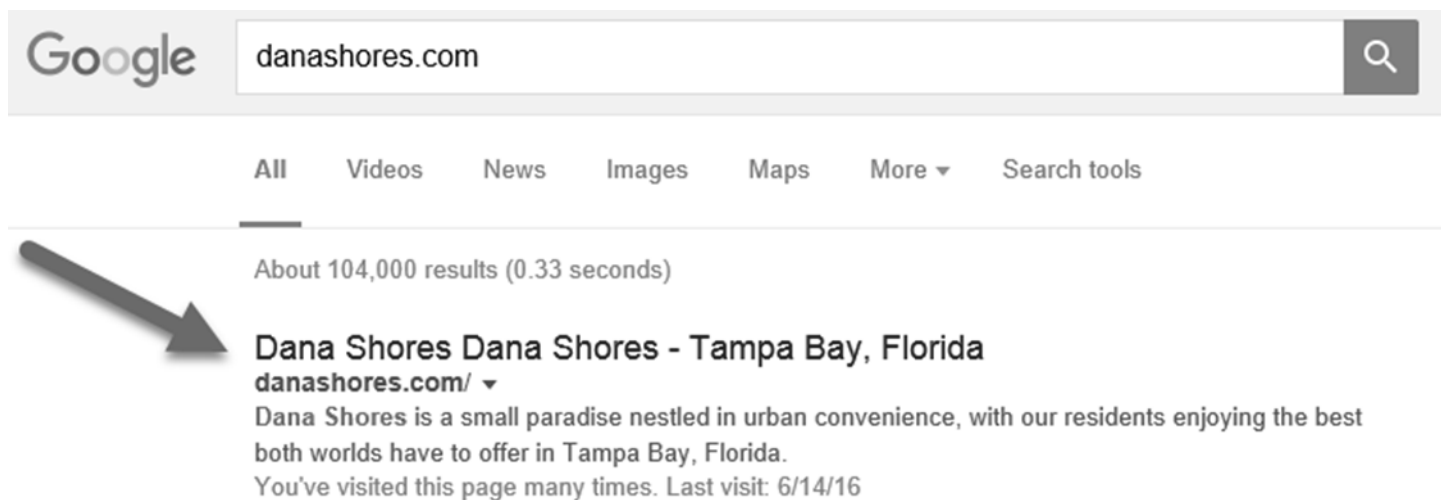 Google danashores.com
All Videos News Images Maps More Search tools
About 104,000 results (0.33 seconds)
Dana Shores Dana Shores - Tampa Bay, Florida
danashores.com/
Dana Shores is a small paradise nestled in urban convenience, with our residents enjoying the best
both worlds have to offer in Tampa Bay, Florida.
You've visited this page many times. Last visit: 6/14/16